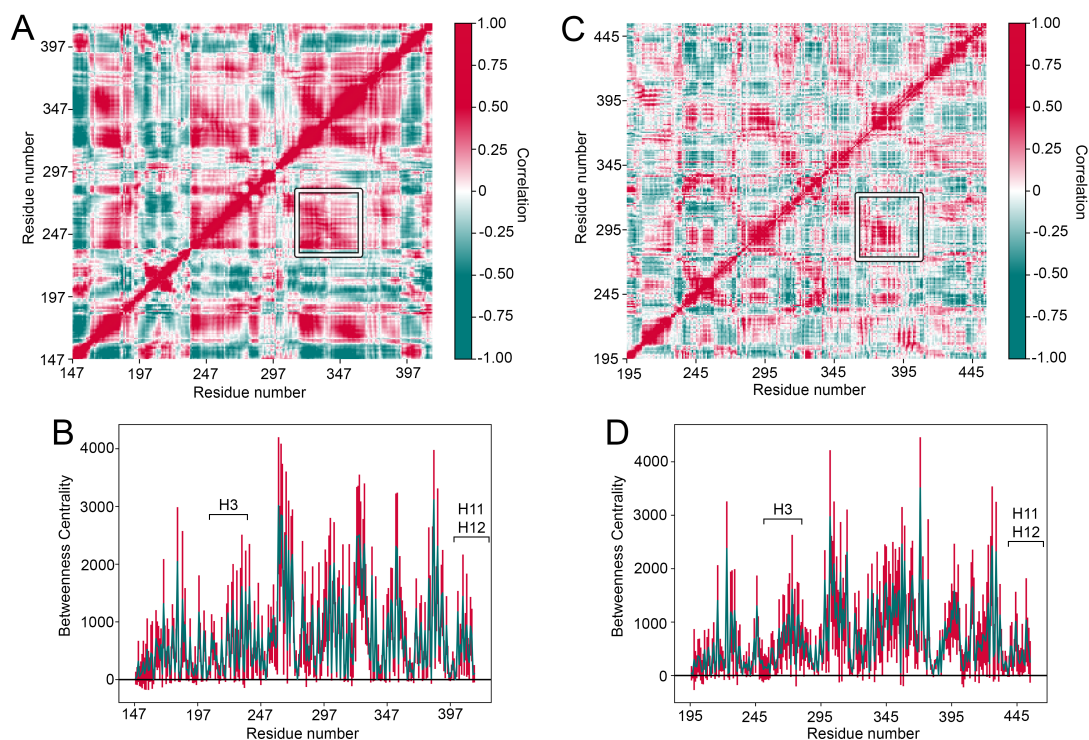 A
397
347
297
247
197
147
Residue number
147 197 247 297 347 397
Residue number
1.00
0.75
0.50
0.25
0
-0.25
-0.50
-0.75
-1.00
Correlation
C
445
395
345
295
245
195
Residue number
195 245 295 345 395 445
Residue number
1.00
0.75
0.50
0.25
0
-0.25
-0.50
-0.75
-1.00
Correlation
B
4000
3000
2000
1000
0
Betweenness Centrality
H3
H11
H12
147 197 247 297 347 397
Residue number
D
4000
3000
2000
1000
0
Betweenness Centrality
H3
H11
H12
195 245 295 345 395 445
Residue number